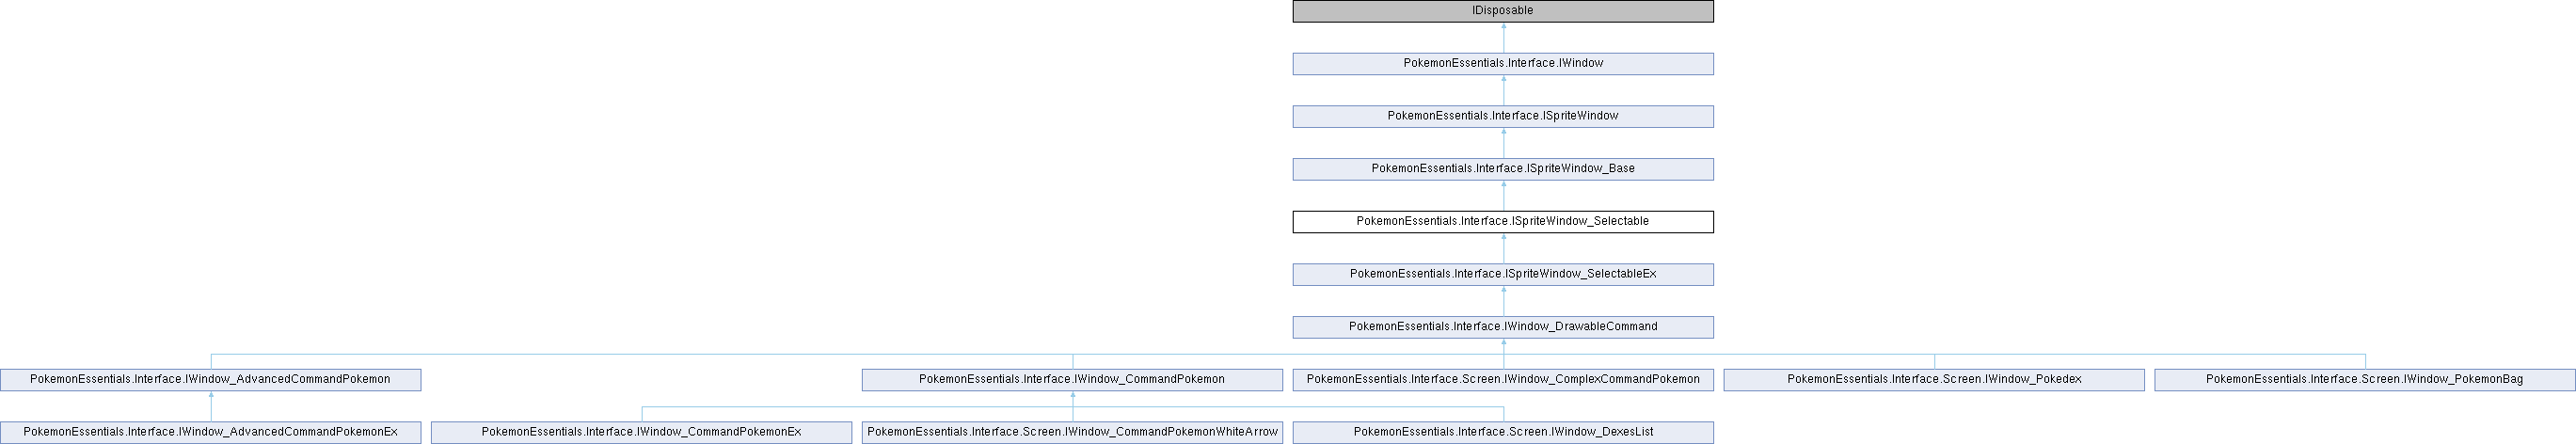 IDisposable
PokemonEssentials.Interface.IWindow
PokemonEssentials.Interface.ISpriteWindow
PokemonEssentials.Interface.ISpriteWindow_Base
PokemonEssentials.Interface.ISpriteWindow_Selectable
PokemonEssentials.Interface.ISpriteWindow_SelectableEx
PokemonEssentials.Interface.IWindow_DrawableCommand
PokemonEssentials.Interface.IWindow_AdvancedCommandPokemon
PokemonEssentials.Interface.IWindow_CommandPokemon
PokemonEssentials.Interface.Screen.IWindow_ComplexCommandPokemon
PokemonEssentials.Interface.Screen.IWindow_Pokedex
PokemonEssentials.Interface.Screen.IWindow_PokemonBag
PokemonEssentials.Interface.IWindow_AdvancedCommandPokemonEx
PokemonEssentials.Interface.IWindow_CommandPokemonEx
PokemonEssentials.Interface.Screen.IWindow_CommandPokemonWhiteArrow
PokemonEssentials.Interface.Screen.IWindow_DexesList